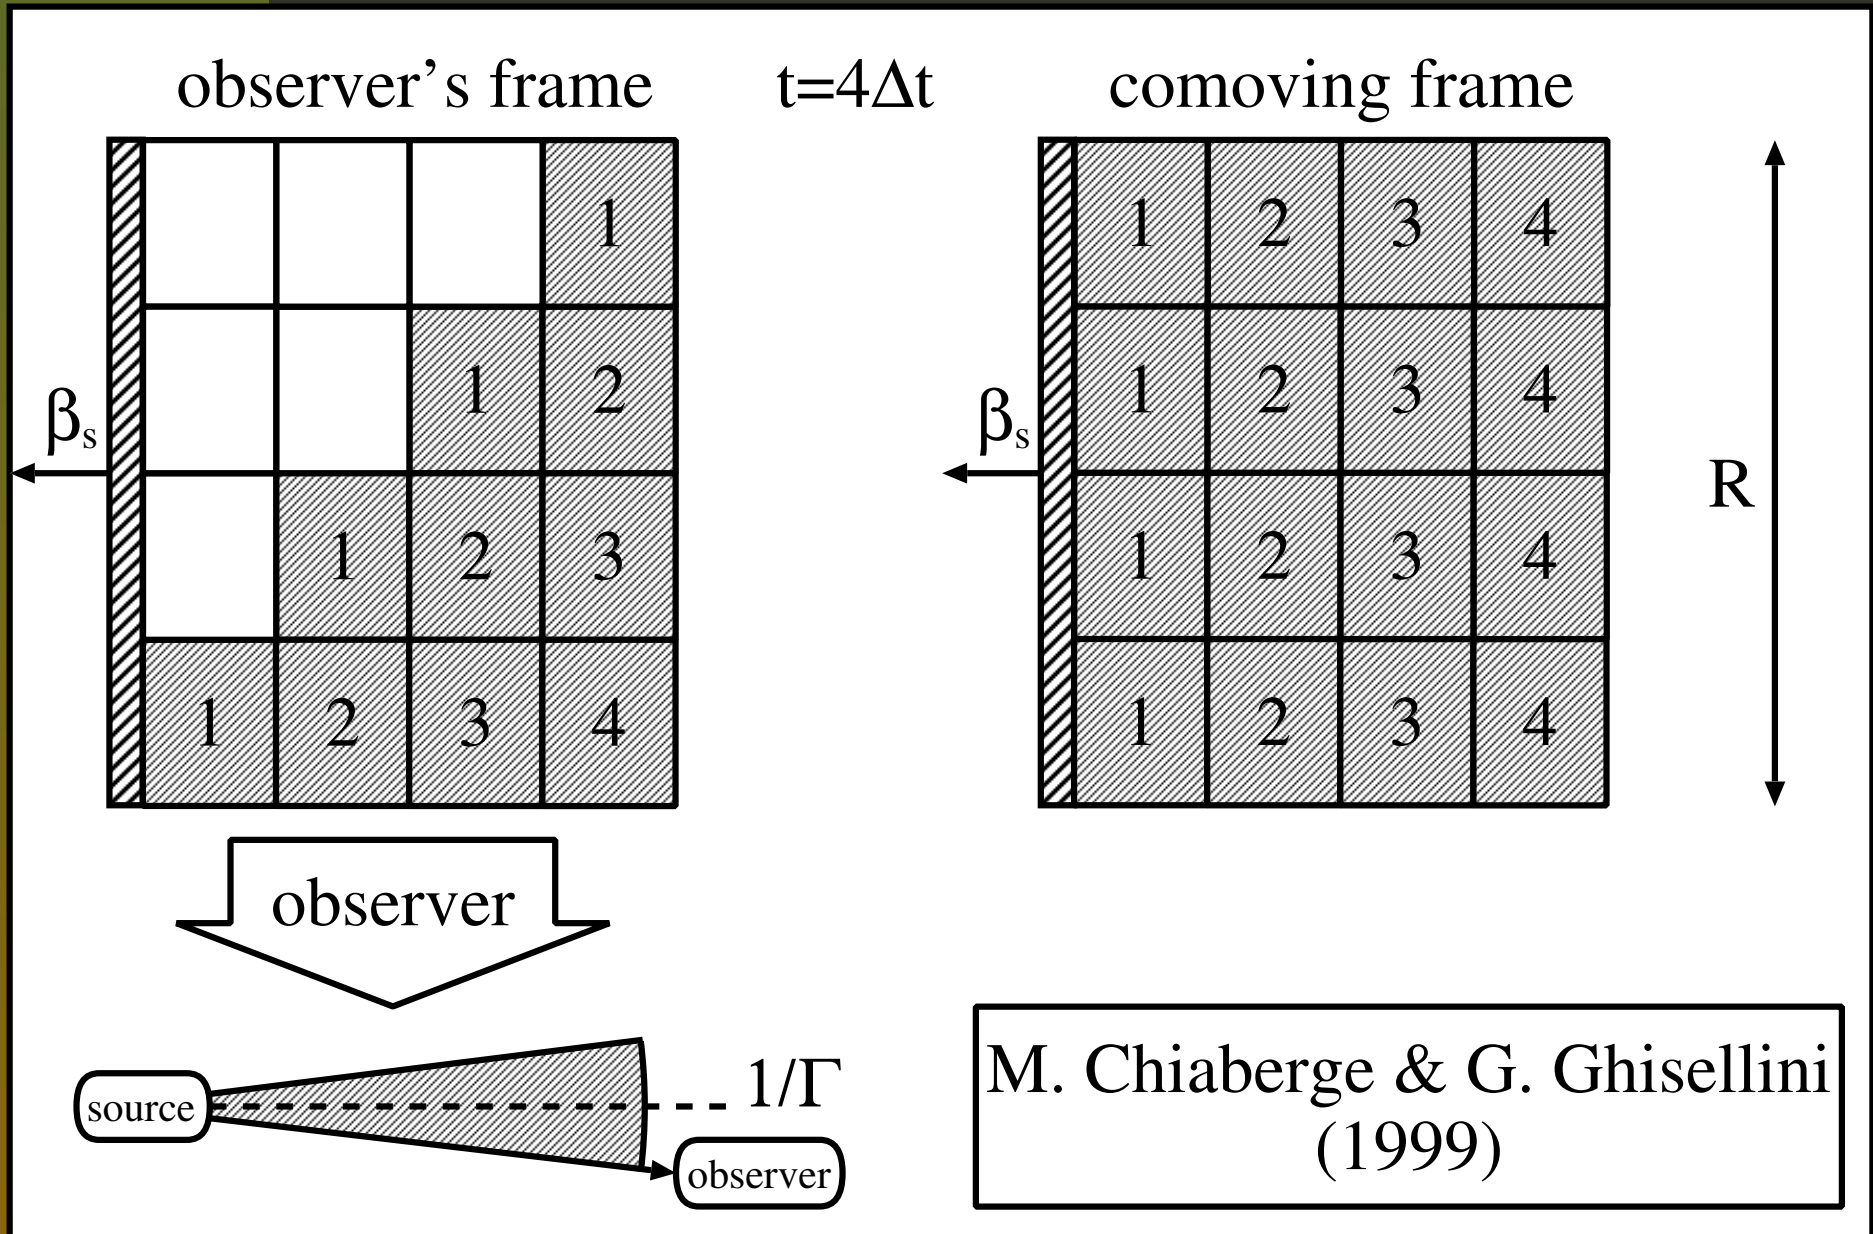 observer’s frame t=4Δt comoving frame
1 1 2 3 4
1 2 1 2 3 4
βs βs
R
1 2 3 1 2 3 4
1 2 3 4 1 2 3 4
observer
source
1/Γ
observer
M. Chiaberge & G. Ghisellini
(1999)